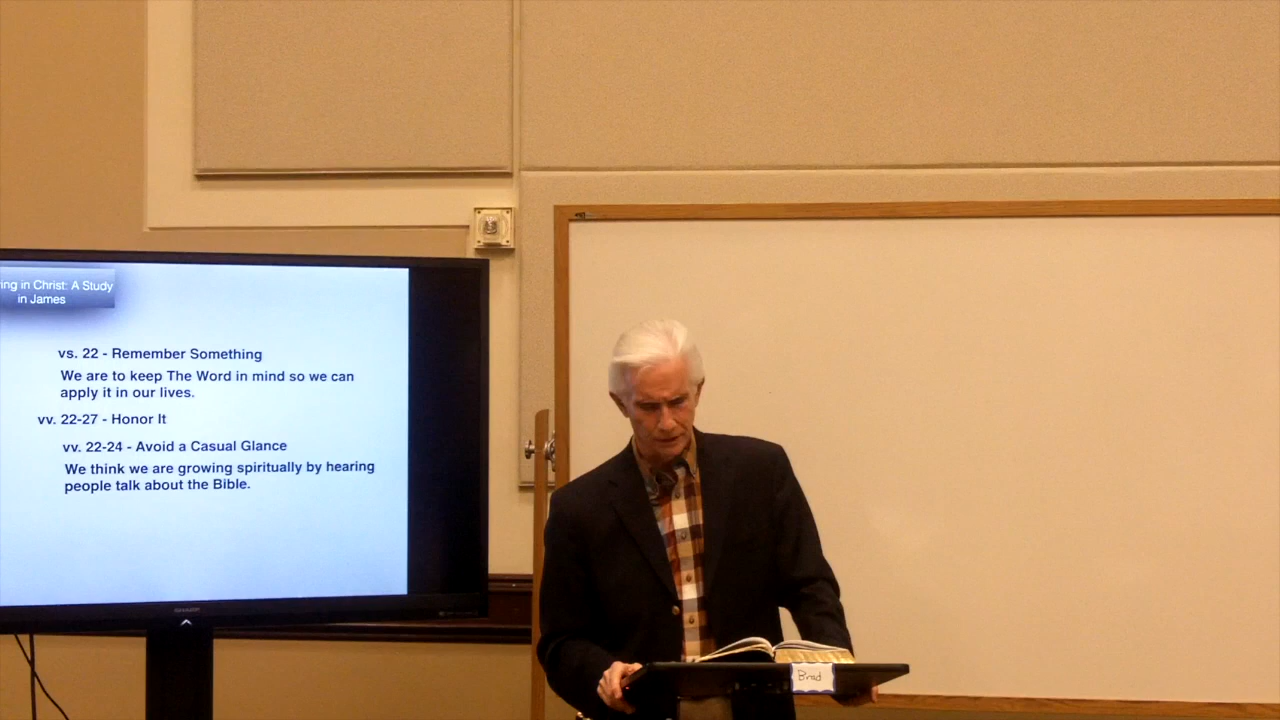 ing in Christ: A Study
in James
vs. 22 - Remember Something
We are to keep The Word in mind so we can
apply it in our lives.
vv. 22-27 - Honor It
vv. 22-24 - Avoid a Casual Glance
We think we are growing spiritually by hearing
people talk about the Bible.
SHARP
Brad